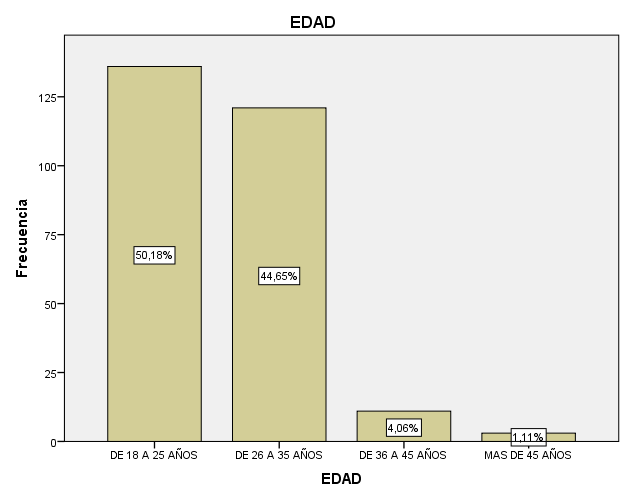 EDAD
Frecuencia
125
100
75
50
25
0
50,18%
44,65%
4,06%
1,11%
DE 18 A 25 AÑOS
DE 26 A 35 AÑOS
DE 36 A 45 AÑOS
MAS DE 45 AÑOS
EDAD